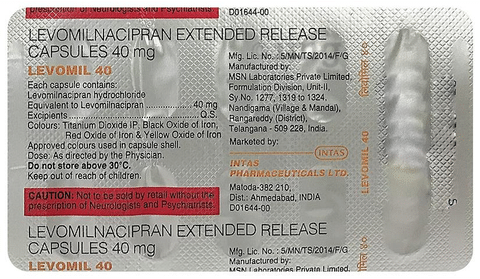 prescription of Neurologists and Psychiatrists
LEVOMILNACIPRAN EXTENDED RELEASE
CAPSULES 40 mg
LEVOMIL 40
Each capsule contains:
Levomilnacipran hydrochloride
Equivalent to Levomilnacipran....................40 mg
Excipients.................................................Q.S.
Colours: Titanium Dioxide IP, Black Oxide of Iron,
Red Oxide of Iron & Yellow Oxide of Iron
Approved colours used in capsule shell.
Dose: As directed by the Physician.
Do not store above 30°C.
Keep out of reach of children.
CAUTION: Not to be sold by retail without the
prescription of Neurologists and Psychiatrists.
LEVOMILNACIPRAN EXTENDED RELEASE
CAPSULES 40 mg
LEVOMIL 40
D01644-00
Mfg. Lic. No. : 5/MN/TS/2014/F/G
Manufactured by:
MSN Laboratories Private Limited,
Formulation Division, Unit-II,
Sy.No. 1277, 1319 to 1324,
Nandigama (Village & Mandal),
Rangareddy (District),
Telangana - 509 228, India.
Marketed by:
INTAS
INTAS
PHARMACEUTICALS LTD.
Matoda-382 210,
Dist.: Ahmedabad, INDIA
D01644-00
Mfg. Lic. No. : 5/MN/TS/2014/F/G
Manufactured by:
MSN Laboratories Private Limited,
LEVOMIL 40